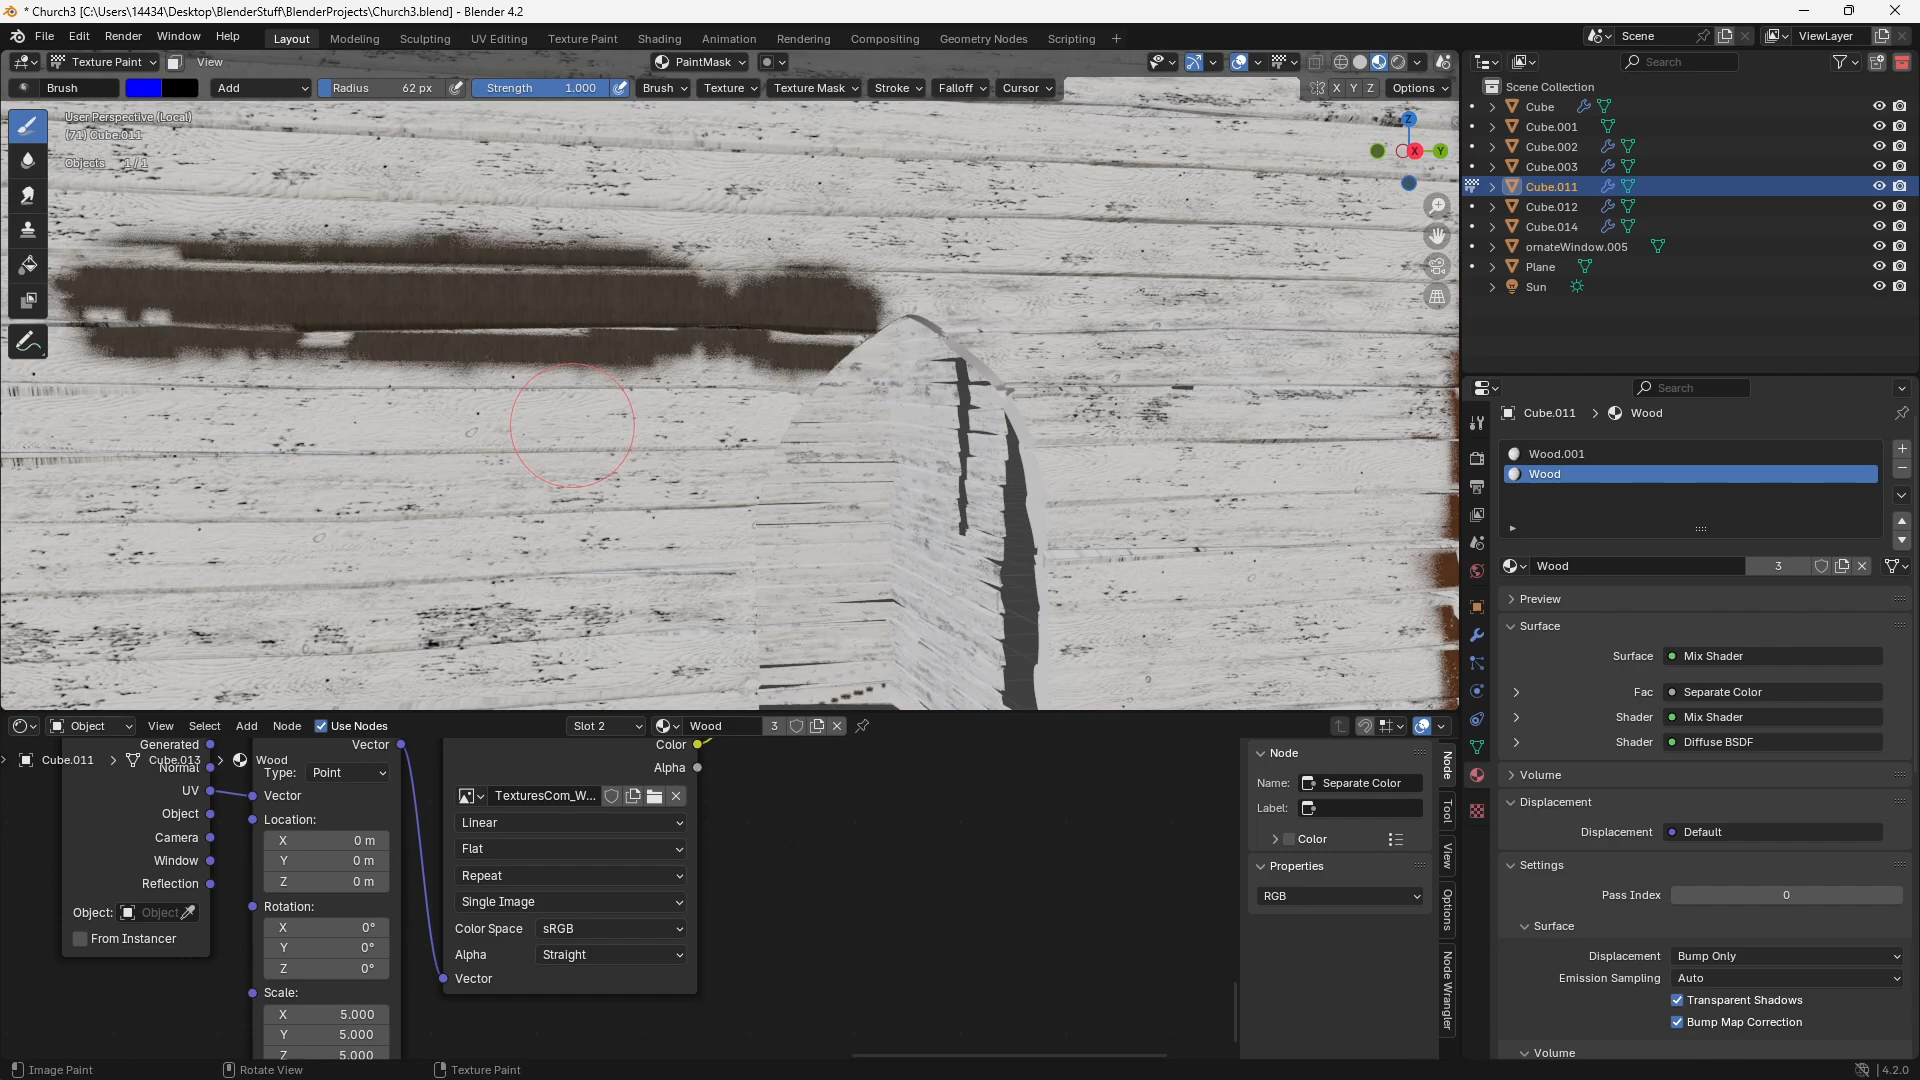 * Church3 [C:\Users\14434\Desktop\BlenderStuff\BlenderProjects\Church3.blend] - Blender 4.2
File Edit Render Window Help Layout Modeling Sculpting UV Editing Texture Paint Shading Animation Rendering Compositing Geometry Nodes Scripting + Scene ViewLayer
Texture Paint View PaintMask Search
Brush Add Radius 62 px Strength 1.000 Brush Texture Texture Mask Stroke Falloff Cursor X Y Z Options
User Perspective (Local)
(71) Cube.011
Objects 1 / 1
Z
X
Y
Scene Collection
Cube
Cube.001
Cube.002
Cube.003
Cube.011
Cube.012
Cube.014
ornateWindow.005
Plane
Sun
Search
Cube.011 > Wood
Wood.001
Wood
Wood 3
Preview
Surface
Surface Mix Shader
Fac Separate Color
Shader Mix Shader
Shader Diffuse BSDF
Volume
Displacement
Displacement Default
Settings
Pass Index 0
Surface
Displacement Bump Only
Emission Sampling Auto
Transparent Shadows
Bump Map Correction
Volume
Object View Select Add Node Use Nodes Slot 2 Wood 3
Cube.011 > Cube.013 > Wood
Generated
Normal
UV
Object
Camera
Window
Reflection
Object: Object
From Instancer
Vector
Type: Point
Vector
Location:
X 0 m
Y 0 m
Z 0 m
Rotation:
X 0°
Y 0°
Z 0°
Scale:
X 5.000
Y 5.000
Z 5.000
Color
Alpha
TexturesCom_W...
Linear
Flat
Repeat
Single Image
Color Space sRGB
Alpha Straight
Vector
Node
Name: Separate Color
Label:
Color
Properties
RGB
Node
Tool
View
Options
Node Wrangler
Image Paint Rotate View Texture Paint 4.2.0